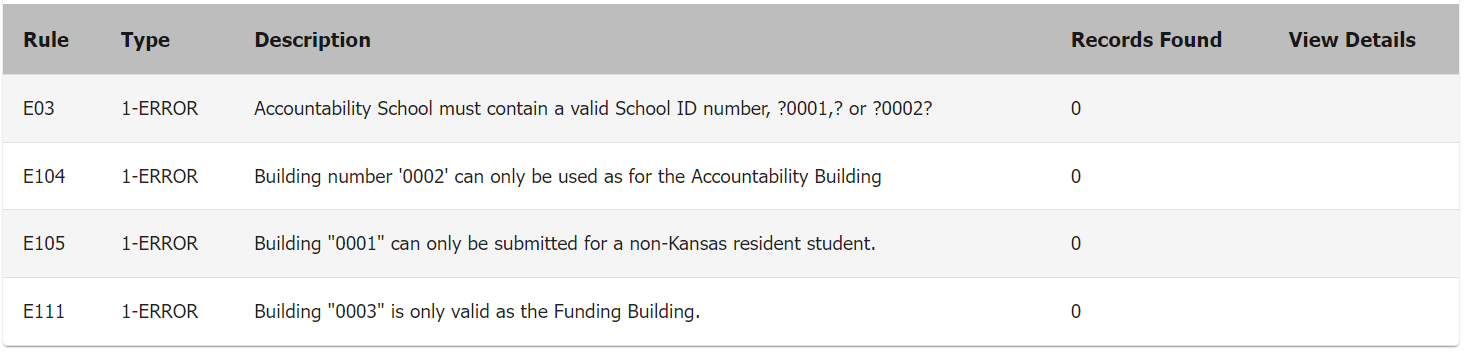 Rule Type Description Records Found View Details
E03 1-ERROR Accountability School must contain a valid School ID number, ?0001,? or ?0002? 0
E104 1-ERROR Building number '0002' can only be used as for the Accountability Building 0
E105 1-ERROR Building "0001" can only be submitted for a non-Kansas resident student. 0
E111 1-ERROR Building "0003" is only valid as the Funding Building. 0